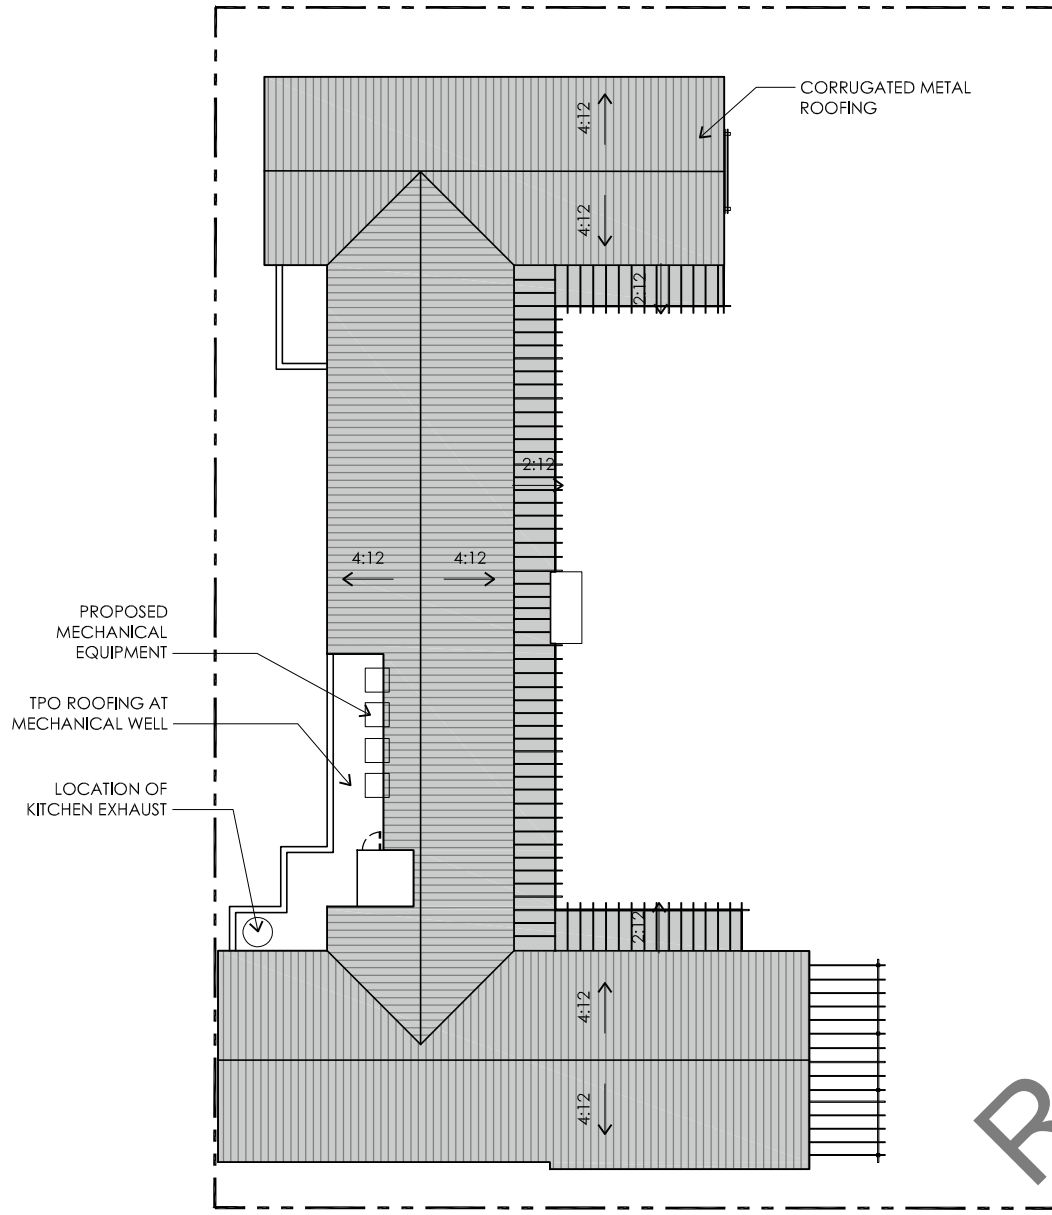 CORRUGATED METAL
ROOFING
4:12
4:12
2:12
2:12
4:12
4:12
PROPOSED
MECHANICAL
EQUIPMENT
TPO ROOFING AT
MECHANICAL WELL
LOCATION OF
KITCHEN EXHAUST
2:12
4:12
4:12
R